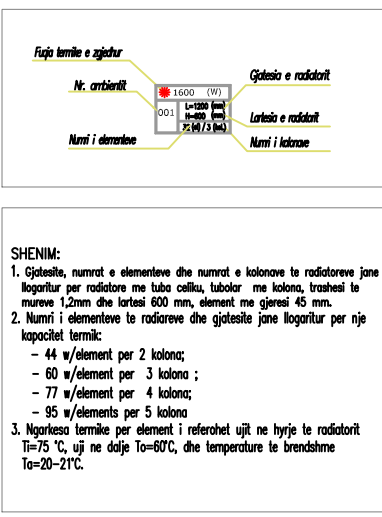 Fuqia termike e zgjedhur
Nr. ambientit
Gjatesia e radiatorit
1600 (W)
001
L=1200 (mm)
H=600 (mm)
Lartesia e radiatorit
Numri i elementeve
Numri i kolonave
SHENIM:
1. Gjatesite, numrat e elementeve dhe numrat e kolonave te radiatoreve jane
llogaritur per radiatore me tuba celiku, tubolar me kolona, trashesi te
mureve 1,2mm dhe lartesi 600 mm, element me gjeresi 45 mm.
2. Numri i elementeve te radiareve dhe gjatesite jane llogaritur per nje
kapacitet termik:
– 44 w/element per 2 kolona;
– 60 w/element per 3 kolona ;
– 77 w/element per 4 kolona;
– 95 w/elements per 5 kolona
3. Ngarkesa termike per element i referohet ujit ne hyrje te radiatorit
Ti=75 °C, uji ne dalje To=60°C, dhe temperature te brendshme
Ta=20–21°C.